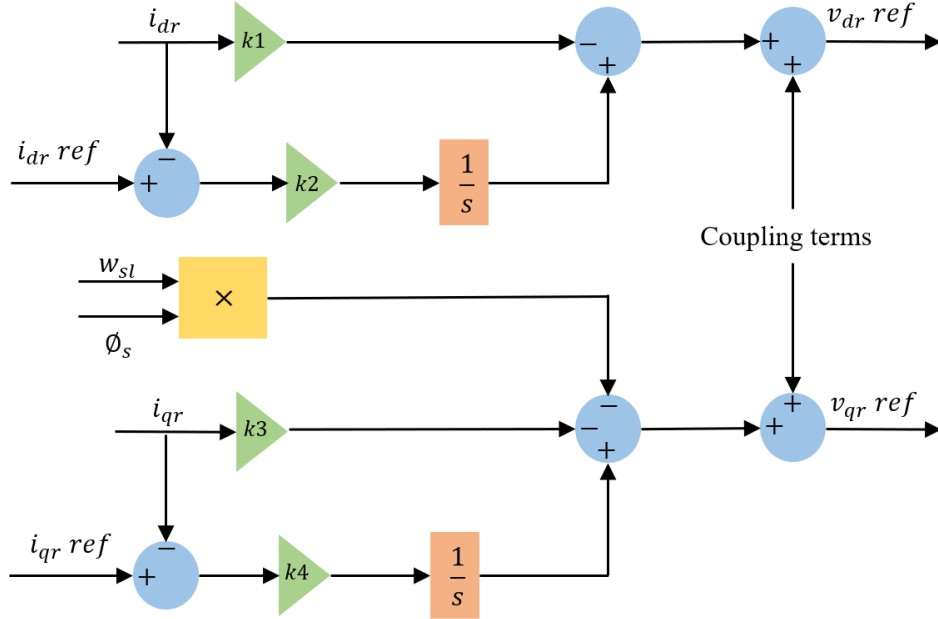 i_dr
k1
−
+
+
+
v_dr ref
i_dr ref
−
+
k2
1/s
Coupling terms
w_sl
∅_s
×
i_qr
k3
−
−
+
+
+
v_qr ref
i_qr ref
−
+
k4
1/s